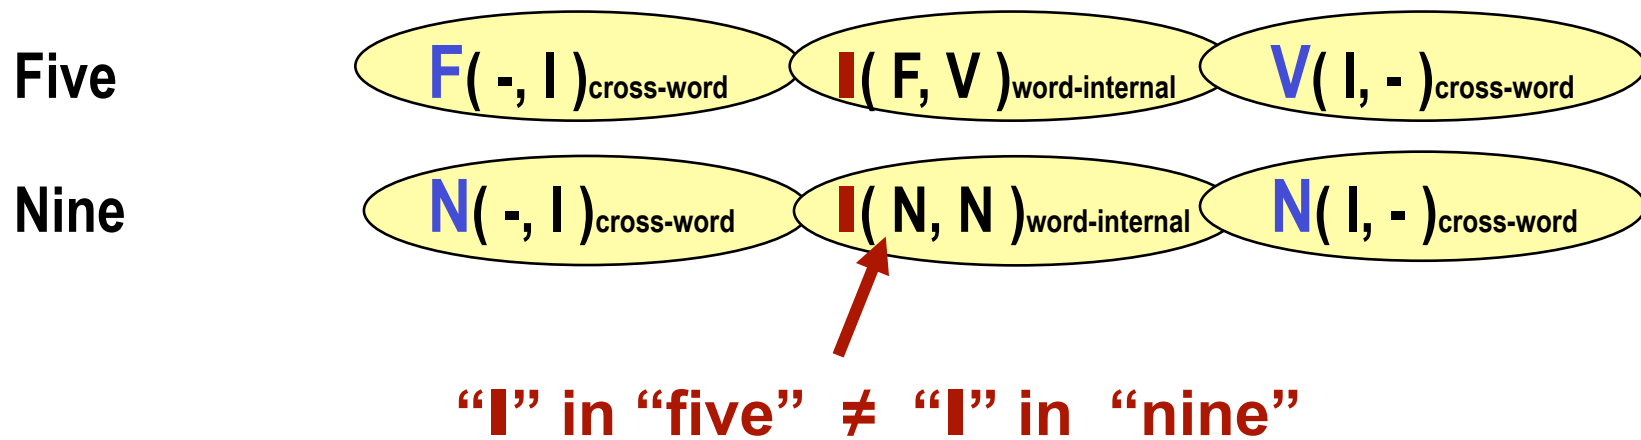 Five F( -, I )cross-word I( F, V )word-internal V( I, - )cross-word
Nine N( -, I )cross-word I( N, N )word-internal N( I, - )cross-word
“I” in “five” ≠ “I” in “nine”